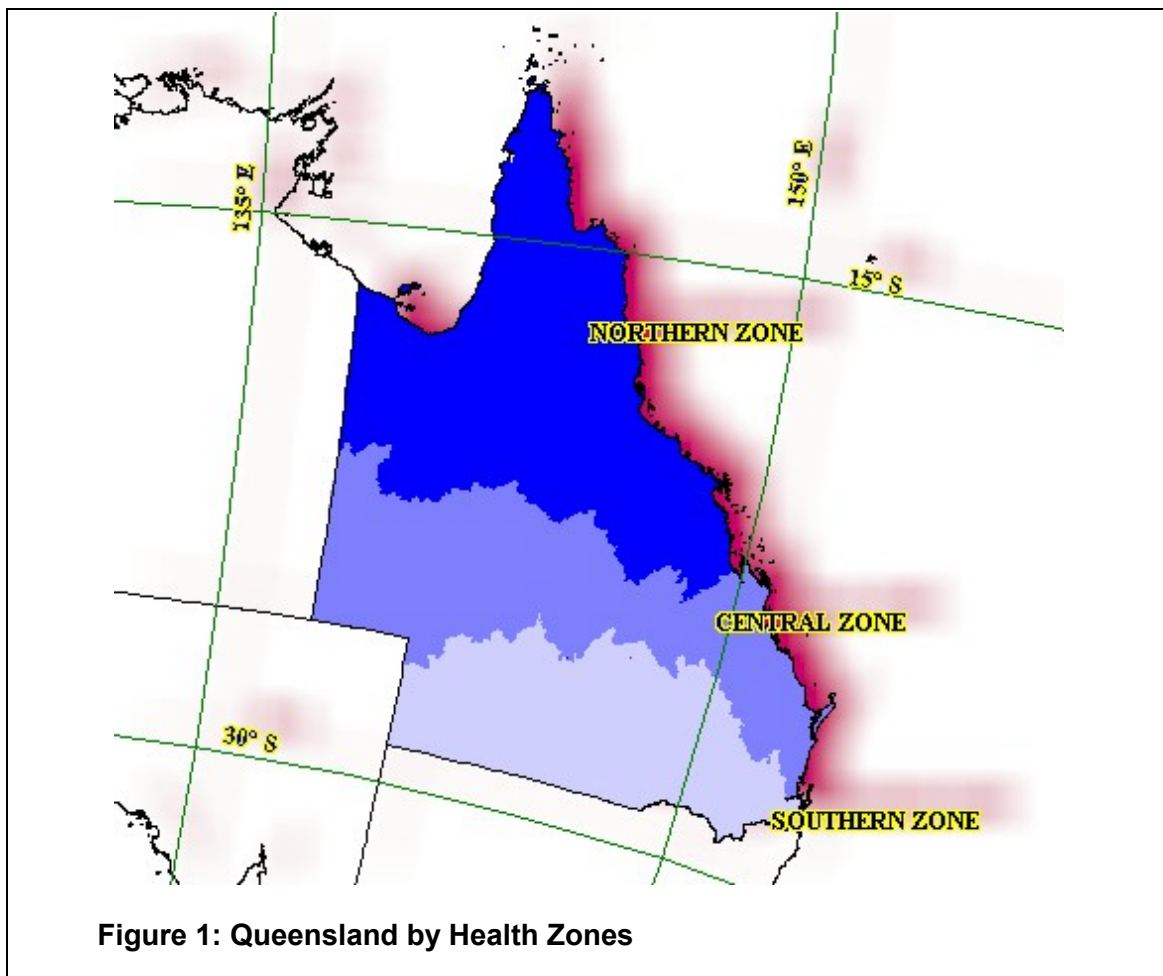 135° E
150° E
15° S
NORTHERN ZONE
CENTRAL ZONE
30° S
SOUTHERN ZONE
Figure 1: Queensland by Health Zones